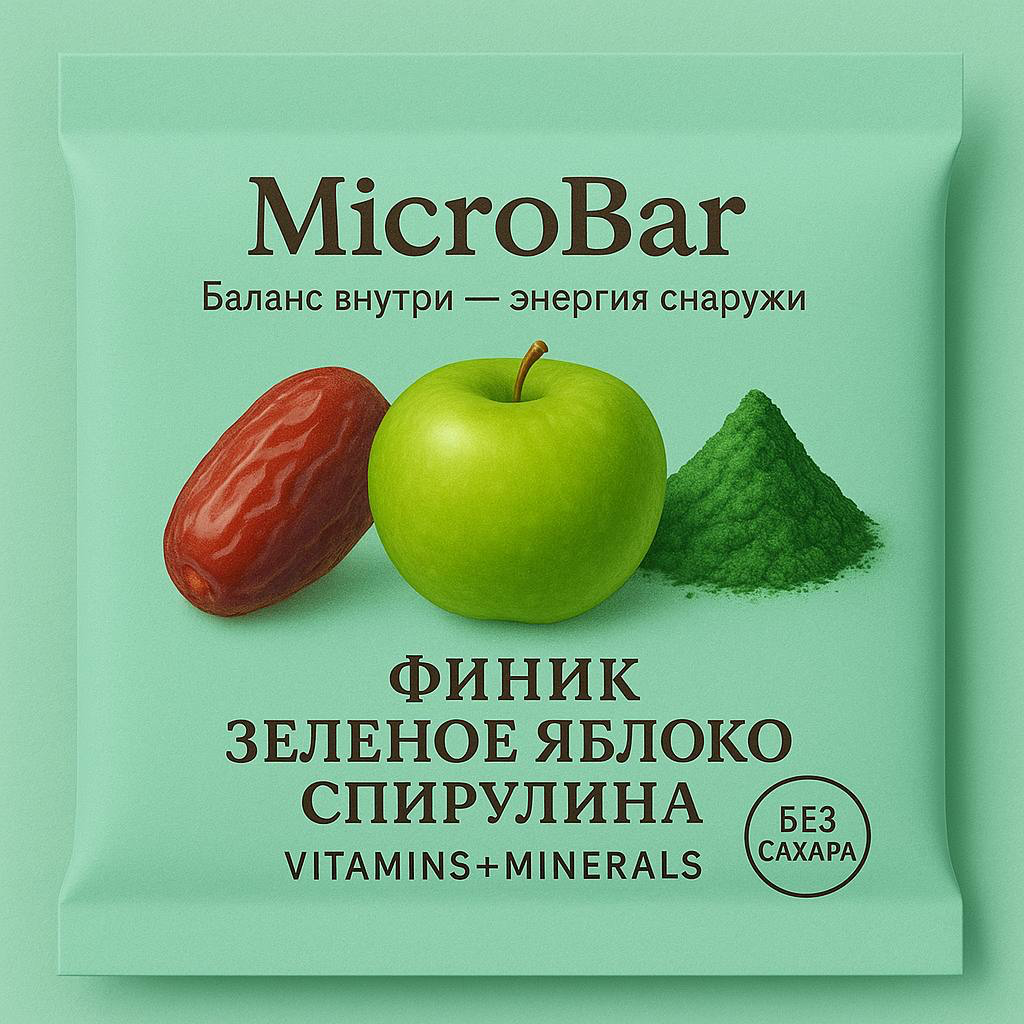 MicroBar
Баланс внутри — энергия снаружи
ФИНИК
ЗЕЛЕНОЕ ЯБЛОКО
СПИРУЛИНА
VITAMINS+MINERALS
БЕЗ
САХАРА